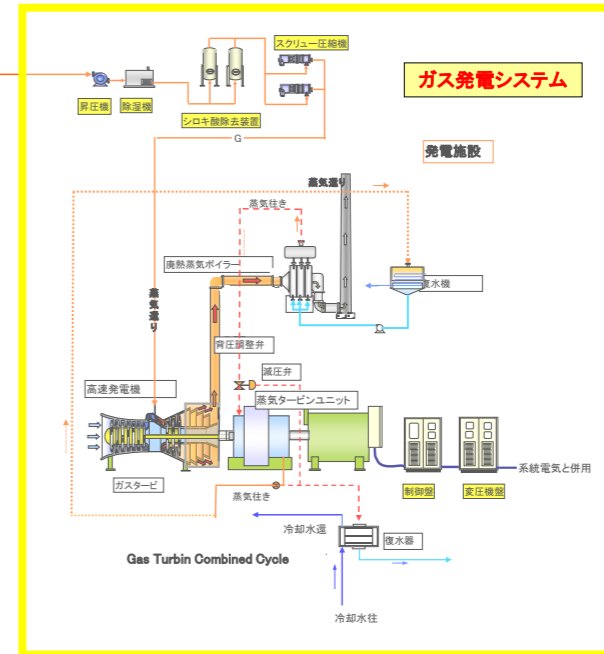 スクリュー圧縮機
ガス発電システム
昇圧機
除湿機
シロキ酸除去装置
G
発電施設
蒸気還り
蒸気往き
廃熱蒸気ボイラー
復水機
蒸気還り
背圧調整弁
減圧弁
高速発電機
蒸気タービンユニット
ガスタービ
蒸気往き
制御盤
変圧機盤
系統電気と併用
冷却水還
復水器
Gas Turbin Combined Cycle
冷却水往